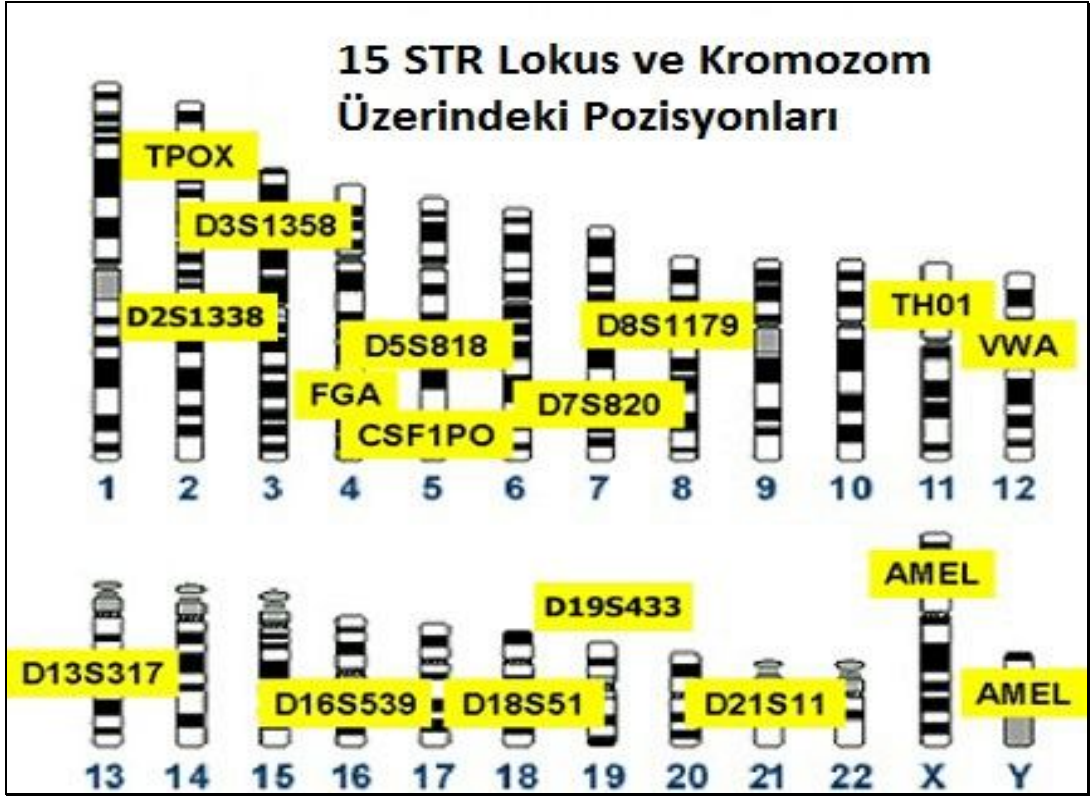 15 STR Lokus ve Kromozom
Üzerindeki Pozisyonları
TPOX
D3S1358
D2S1338
D5S818
D8S1179
TH01
VWA
FGA
D7S820
CSF1PO
1 2 3 4 5 6 7 8 9 10 11 12
AMEL
D19S433
D13S317
D16S539
D18S51
D21S11
AMEL
13 14 15 16 17 18 19 20 21 22 X Y